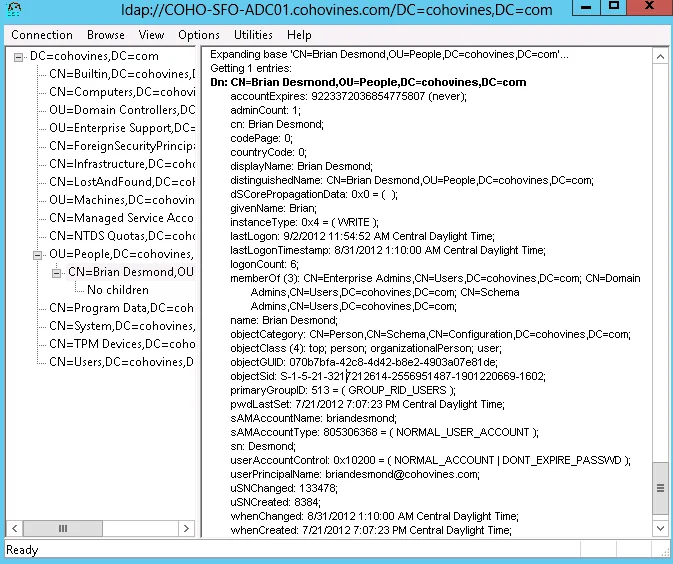 ldap://COHO-SFO-ADC01.cohovines.com/DC=cohovines,DC=com
Connection Browse View Options Utilities Help
DC=cohovines,DC=com
CN=Builtin,DC=cohovines,D
CN=Computers,DC=cohovi
OU=Domain Controllers,DC
OU=Enterprise Support,DC=
CN=ForeignSecurityPrincipa
CN=Infrastructure,DC=coho
CN=LostAndFound,DC=col
OU=Machines,DC=cohovin
CN=Managed Service Acco
CN=NTDS Quotas,DC=coho
OU=People,DC=cohovines,
CN=Brian Desmond,OU
No children
CN=Program Data,DC=coho
CN=System,DC=cohovines,
CN=TPM Devices,DC=coho
CN=Users,DC=cohovines,D
Expanding base 'CN=Brian Desmond,OU=People,DC=cohovines,DC=com'...
Getting 1 entries:
Dn: CN=Brian Desmond,OU=People,DC=cohovines,DC=com
accountExpires: 9223372036854775807 (never);
adminCount: 1;
cn: Brian Desmond;
codePage: 0;
countryCode: 0;
displayName: Brian Desmond;
distinguishedName: CN=Brian Desmond,OU=People,DC=cohovines,DC=com;
dSCorePropagationData: 0x0 = ( );
givenName: Brian;
instanceType: 0x4 = ( WRITE );
lastLogon: 9/2/2012 11:54:52 AM Central Daylight Time;
lastLogonTimestamp: 8/31/2012 1:10:00 AM Central Daylight Time;
logonCount: 6;
memberOf (3): CN=Enterprise Admins,CN=Users,DC=cohovines,DC=com; CN=Domain
Admins,CN=Users,DC=cohovines,DC=com; CN=Schema
Admins,CN=Users,DC=cohovines,DC=com;
name: Brian Desmond;
objectCategory: CN=Person,CN=Schema,CN=Configuration,DC=cohovines,DC=com;
objectClass (4): top; person; organizationalPerson; user;
objectGUID: 070b7bfa-42c8-4d42-b8e2-4903a07e81de;
objectSid: S-1-5-21-3217212614-2556951487-1901220669-1602;
primaryGroupID: 513 = ( GROUP_RID_USERS );
pwdLastSet: 7/21/2012 7:07:23 PM Central Daylight Time;
sAMAccountName: briandesmond;
sAMAccountType: 805306368 = ( NORMAL_USER_ACCOUNT );
sn: Desmond;
userAccountControl: 0x10200 = ( NORMAL_ACCOUNT | DONT_EXPIRE_PASSWD );
userPrincipalName: briandesmond@cohovines.com;
uSNChanged: 133478;
uSNCreated: 8384;
whenChanged: 8/31/2012 1:10:00 AM Central Daylight Time;
whenCreated: 7/21/2012 7:07:23 PM Central Daylight Time;
Ready